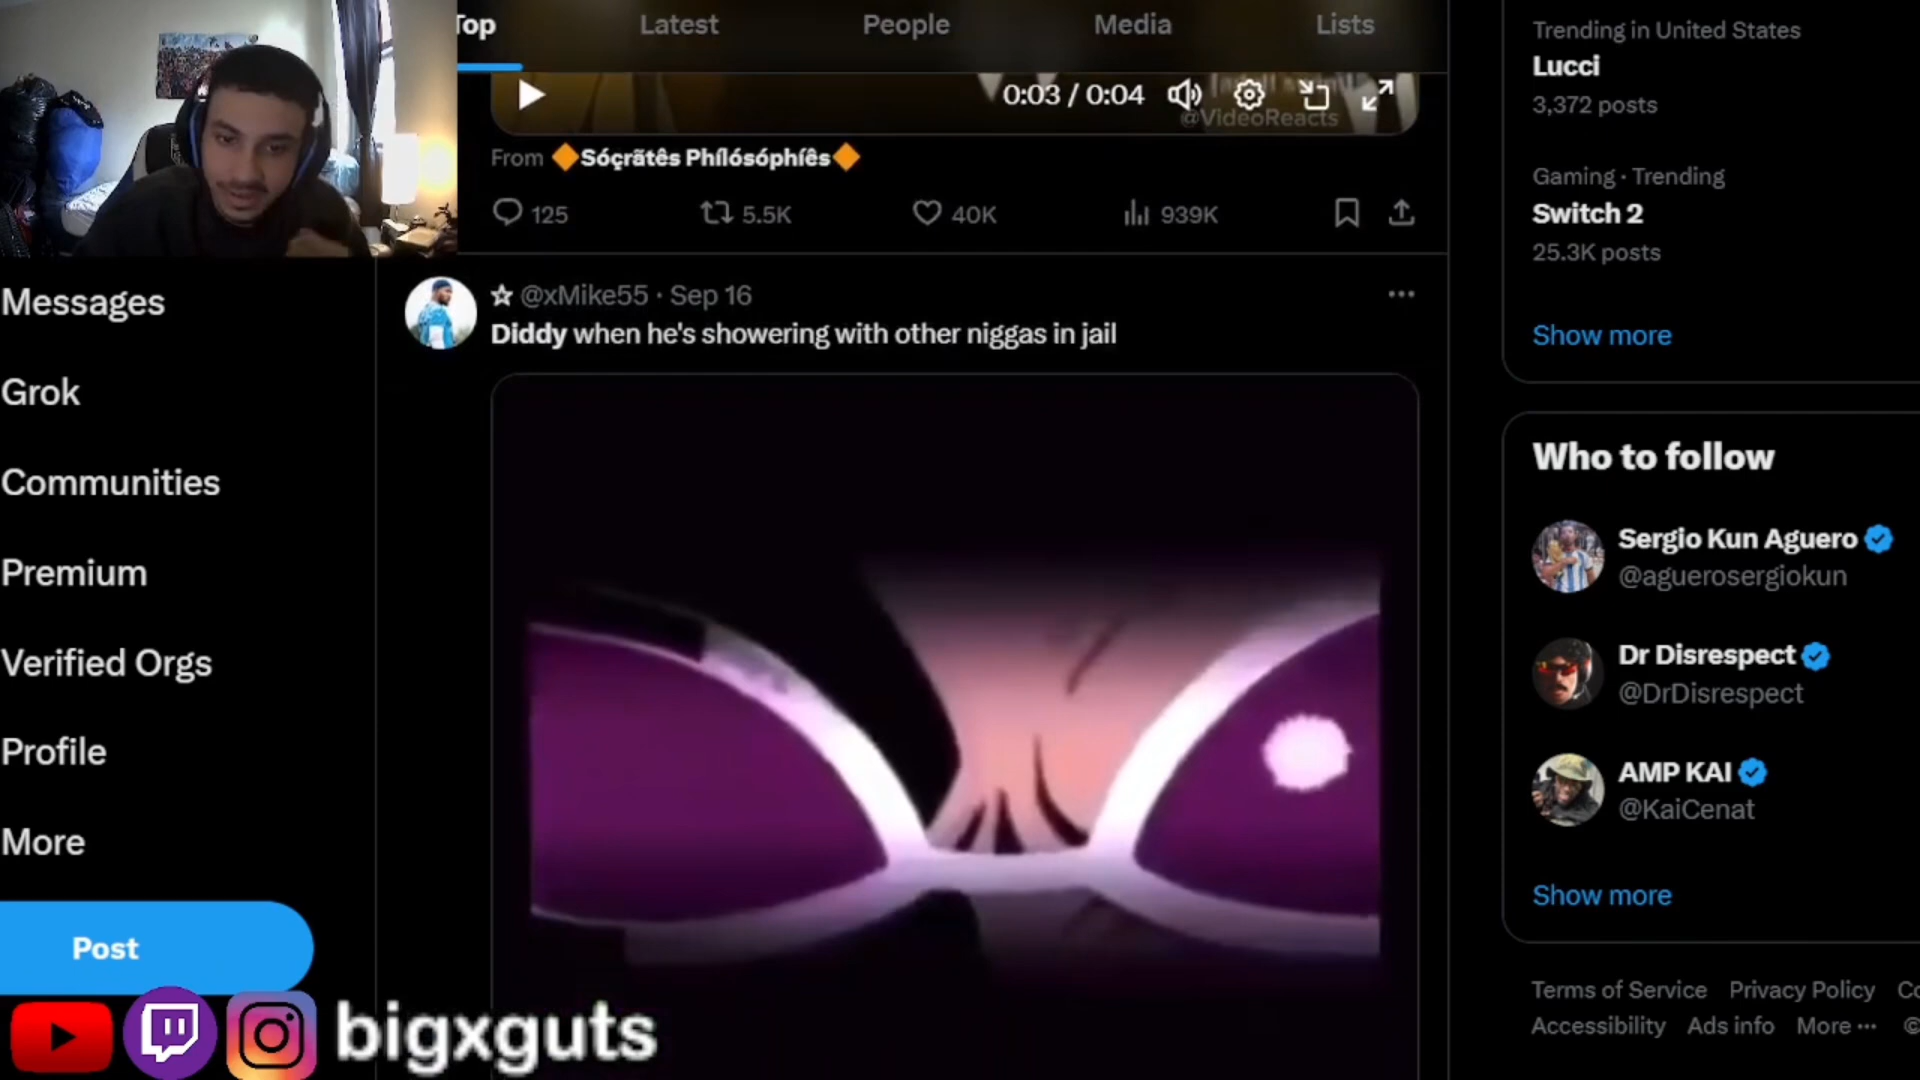 Top
Latest
People
Media
Lists
0:03 / 0:04
@VideoReacts
From 🔶Sóçrãtês Phílósóphíês🔶
125
5.5K
40K
939K
☆ @xMike55 · Sep 16
Diddy when he's showering with other niggas in jail
Messages
Grok
Communities
Premium
Verified Orgs
Profile
More
Post
bigxguts
Trending in United States
Lucci
3,372 posts
Gaming · Trending
Switch 2
25.3K posts
Show more
Who to follow
Sergio Kun Aguero
@aguerosergiokun
Dr Disrespect
@DrDisrespect
AMP KAI
@KaiCenat
Show more
Terms of Service Privacy Policy Co
Accessibility Ads info More ··· ©